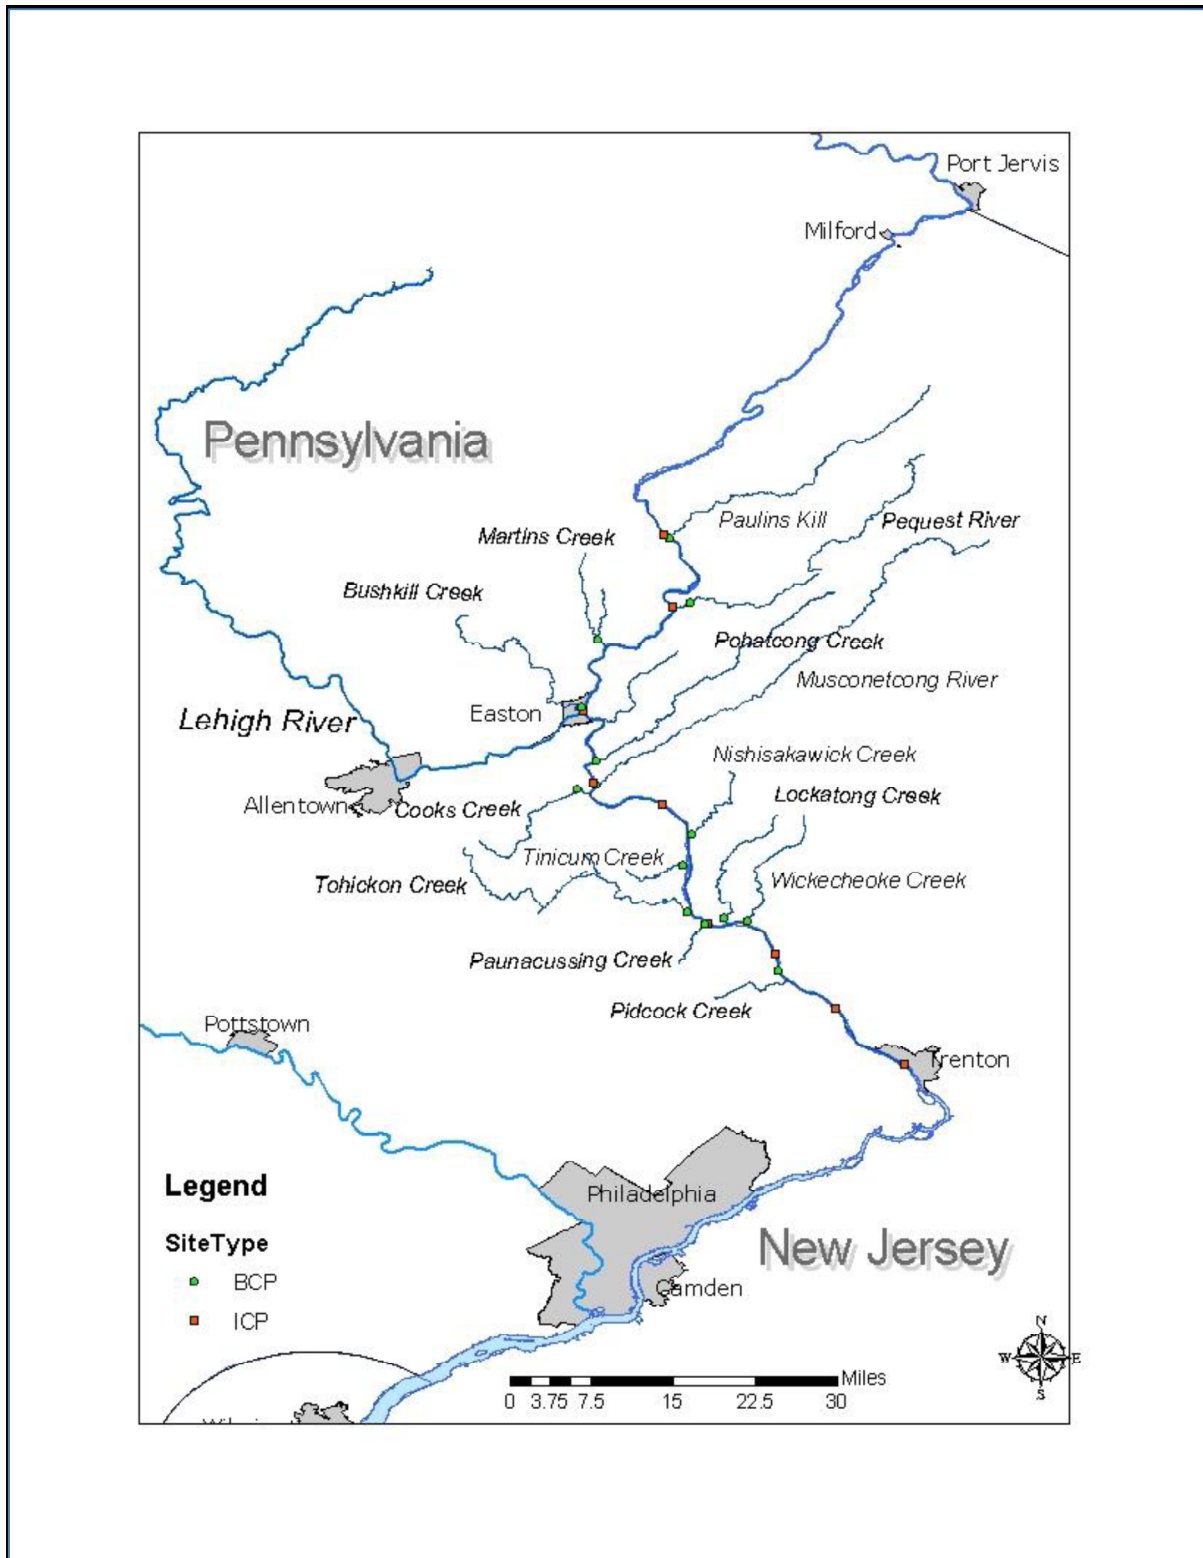 Port Jervis
Milford
Pennsylvania
Paulins Kill
Pequest River
Martins Creek
Bushkill Creek
Pohatcong Creek
Musconetcong River
Easton
Lehigh River
Nishisakawick Creek
Allentown
Cooks Creek
Lockatong Creek
Tinicum Creek
Tohickon Creek
Wickecheoke Creek
Paunacussing Creek
Pidcock Creek
Pottstown
Trenton
Legend
Philadelphia
SiteType
New Jersey
BCP
Camden
ICP
N
W E
S
Miles
0 3.75 7.5 15 22.5 30